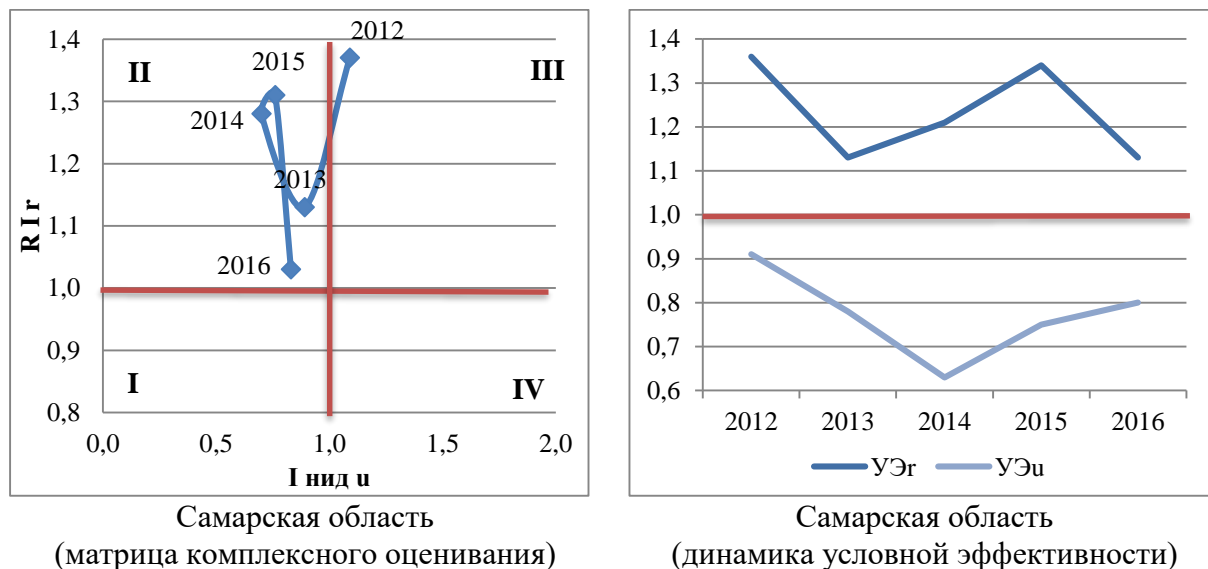 R I r
1,4
1,3
1,2
1,1
1,0
0,9
0,8
II
2015
2012
III
2014
2013
2016
I
IV
0,0 0,5 1,0 1,5 2,0
I нид u
Самарская область
(матрица комплексного оценивания)
1,4
1,3
1,2
1,1
1,0
0,9
0,8
0,7
0,6
2012 2013 2014 2015 2016
УЭr УЭu
Самарская область
(динамика условной эффективности)